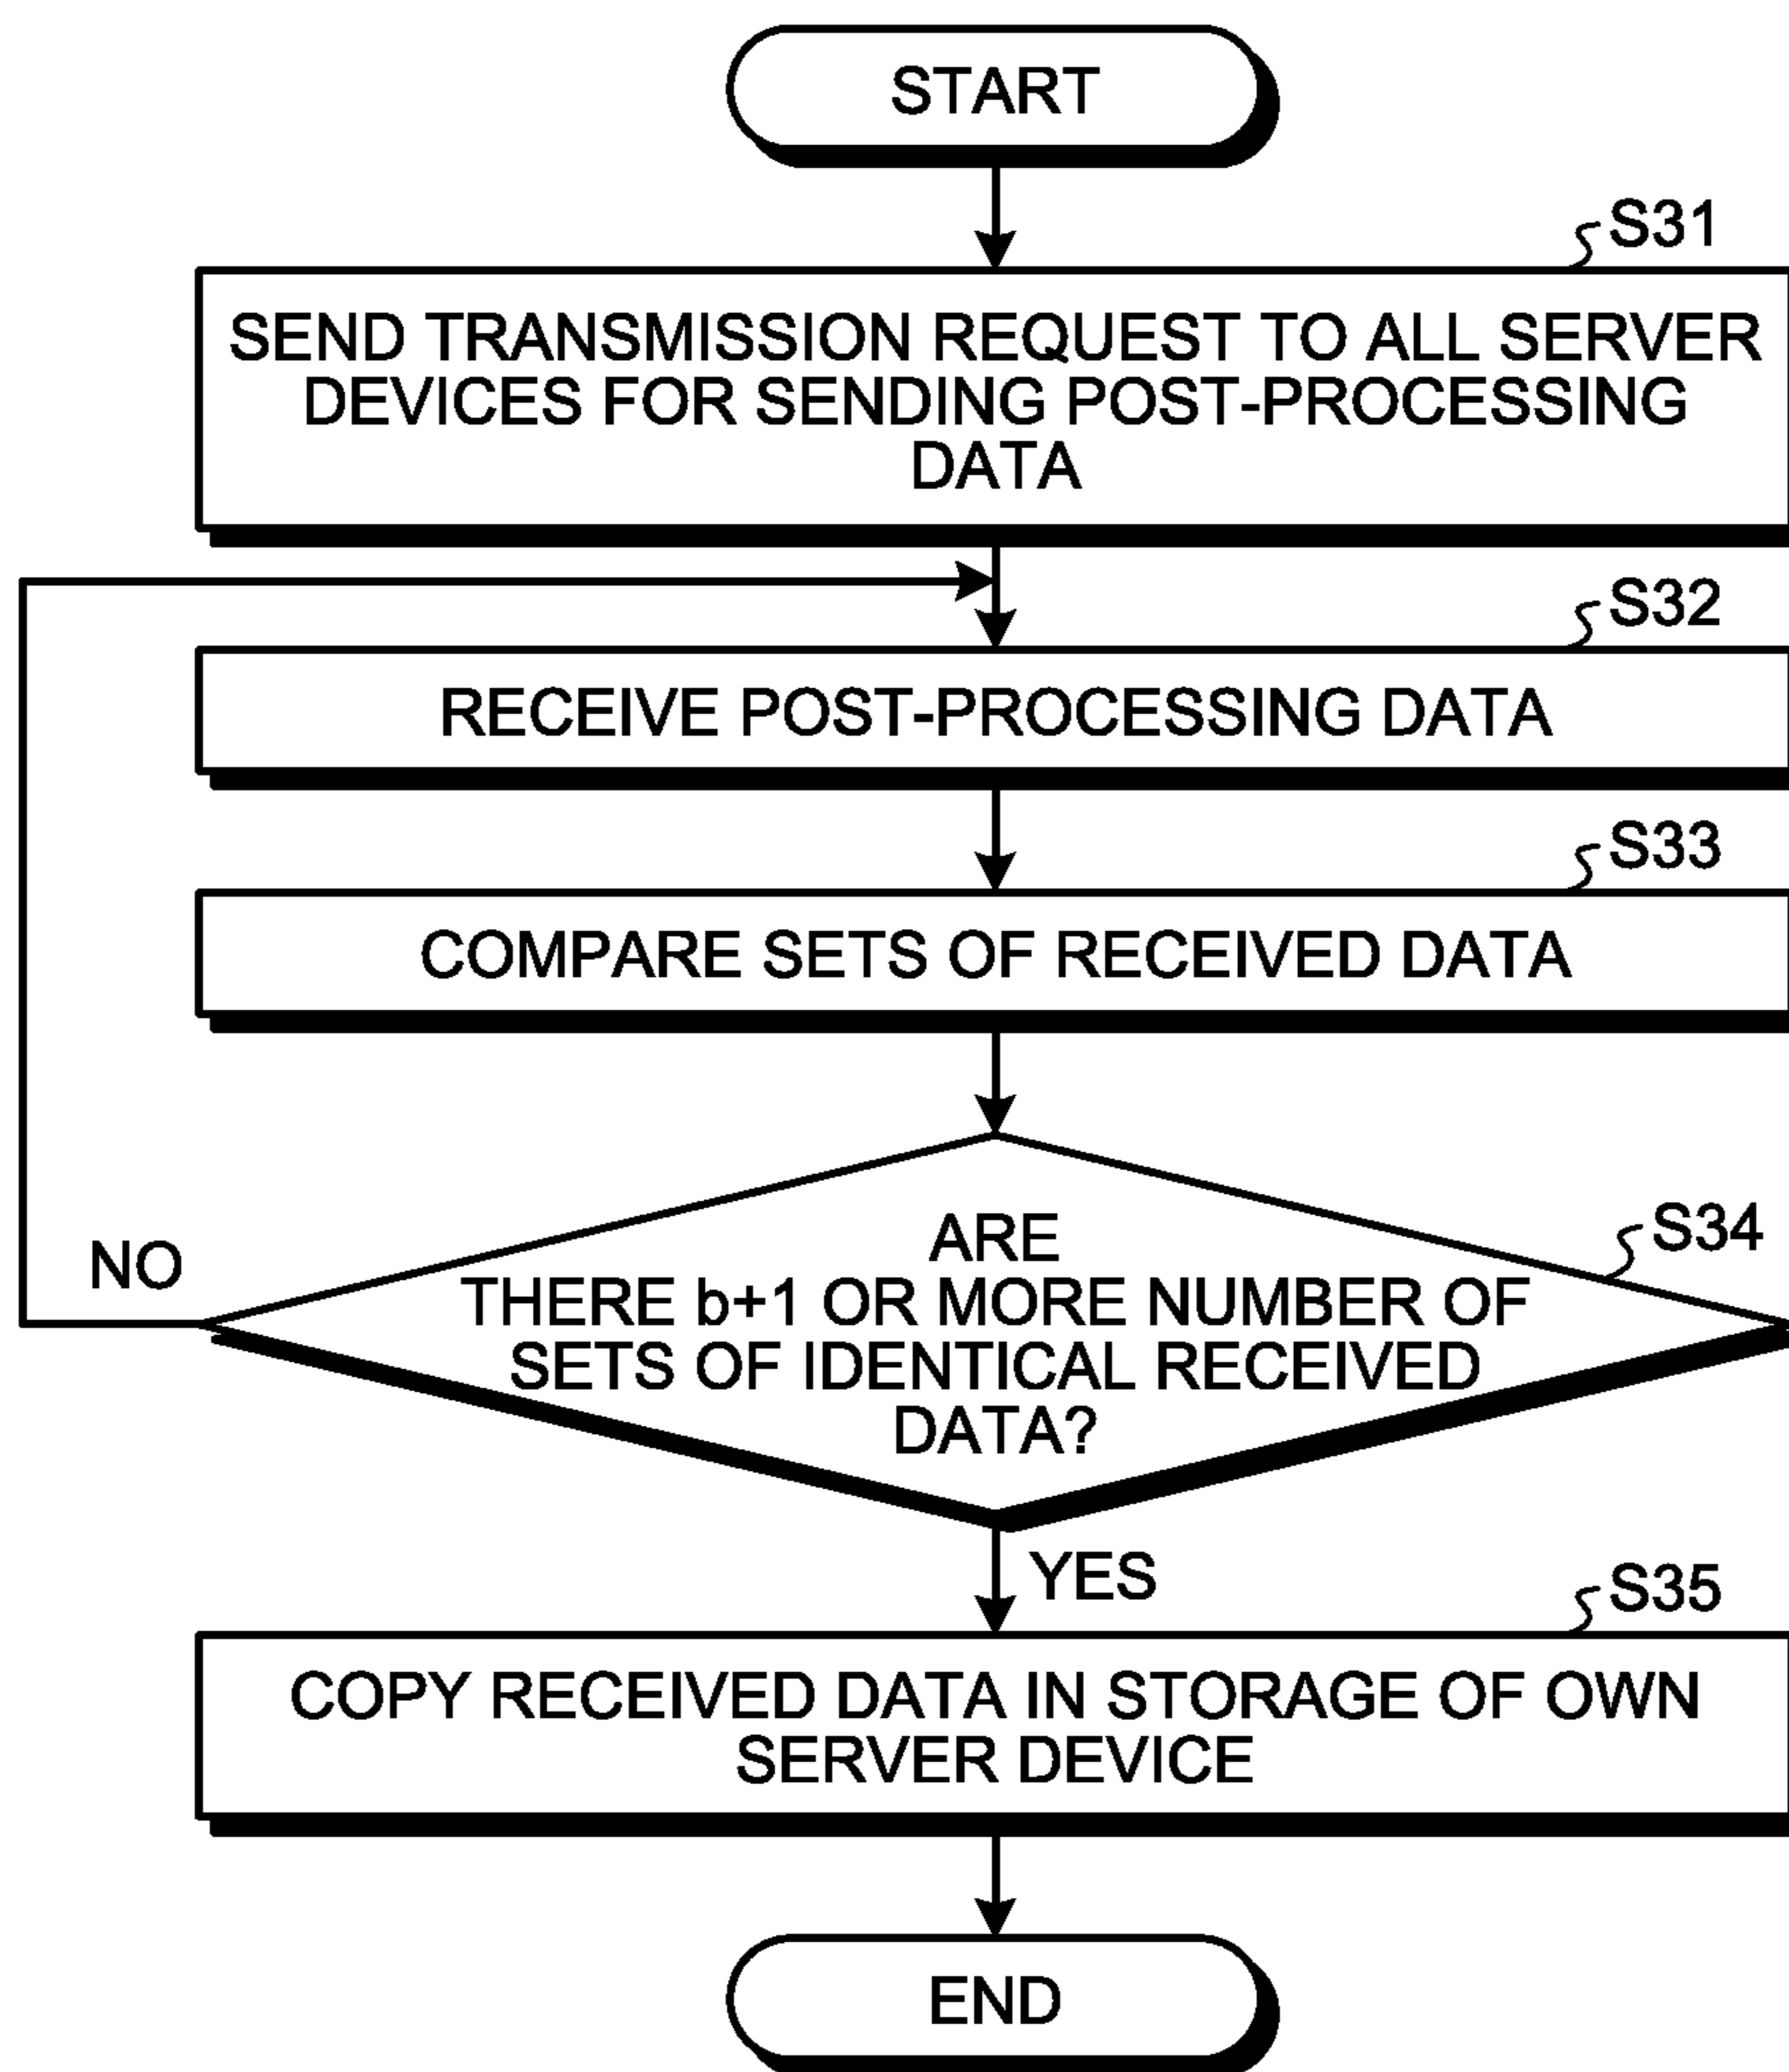 START
S31
SEND TRANSMISSION REQUEST TO ALL SERVER
DEVICES FOR SENDING POST-PROCESSING
DATA
S32
RECEIVE POST-PROCESSING DATA
S33
COMPARE SETS OF RECEIVED DATA
S34
ARE
THERE b+1 OR MORE NUMBER OF
SETS OF IDENTICAL RECEIVED
DATA?
NO
YES
S35
COPY RECEIVED DATA IN STORAGE OF OWN
SERVER DEVICE
END